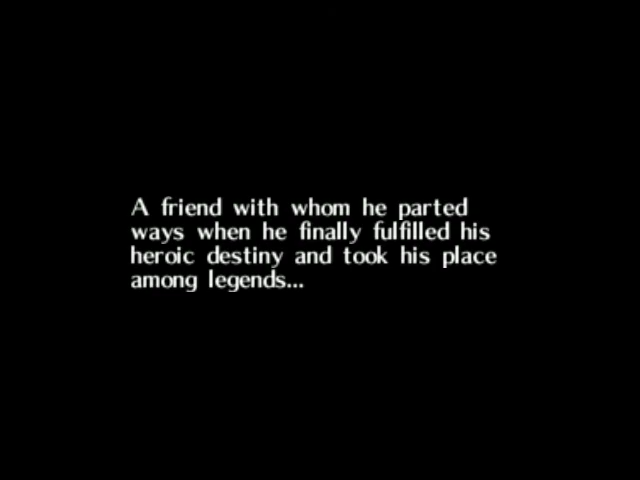 A friend with whom he parted
ways when he finally fulfilled his
heroic destiny and took his place
among legends...